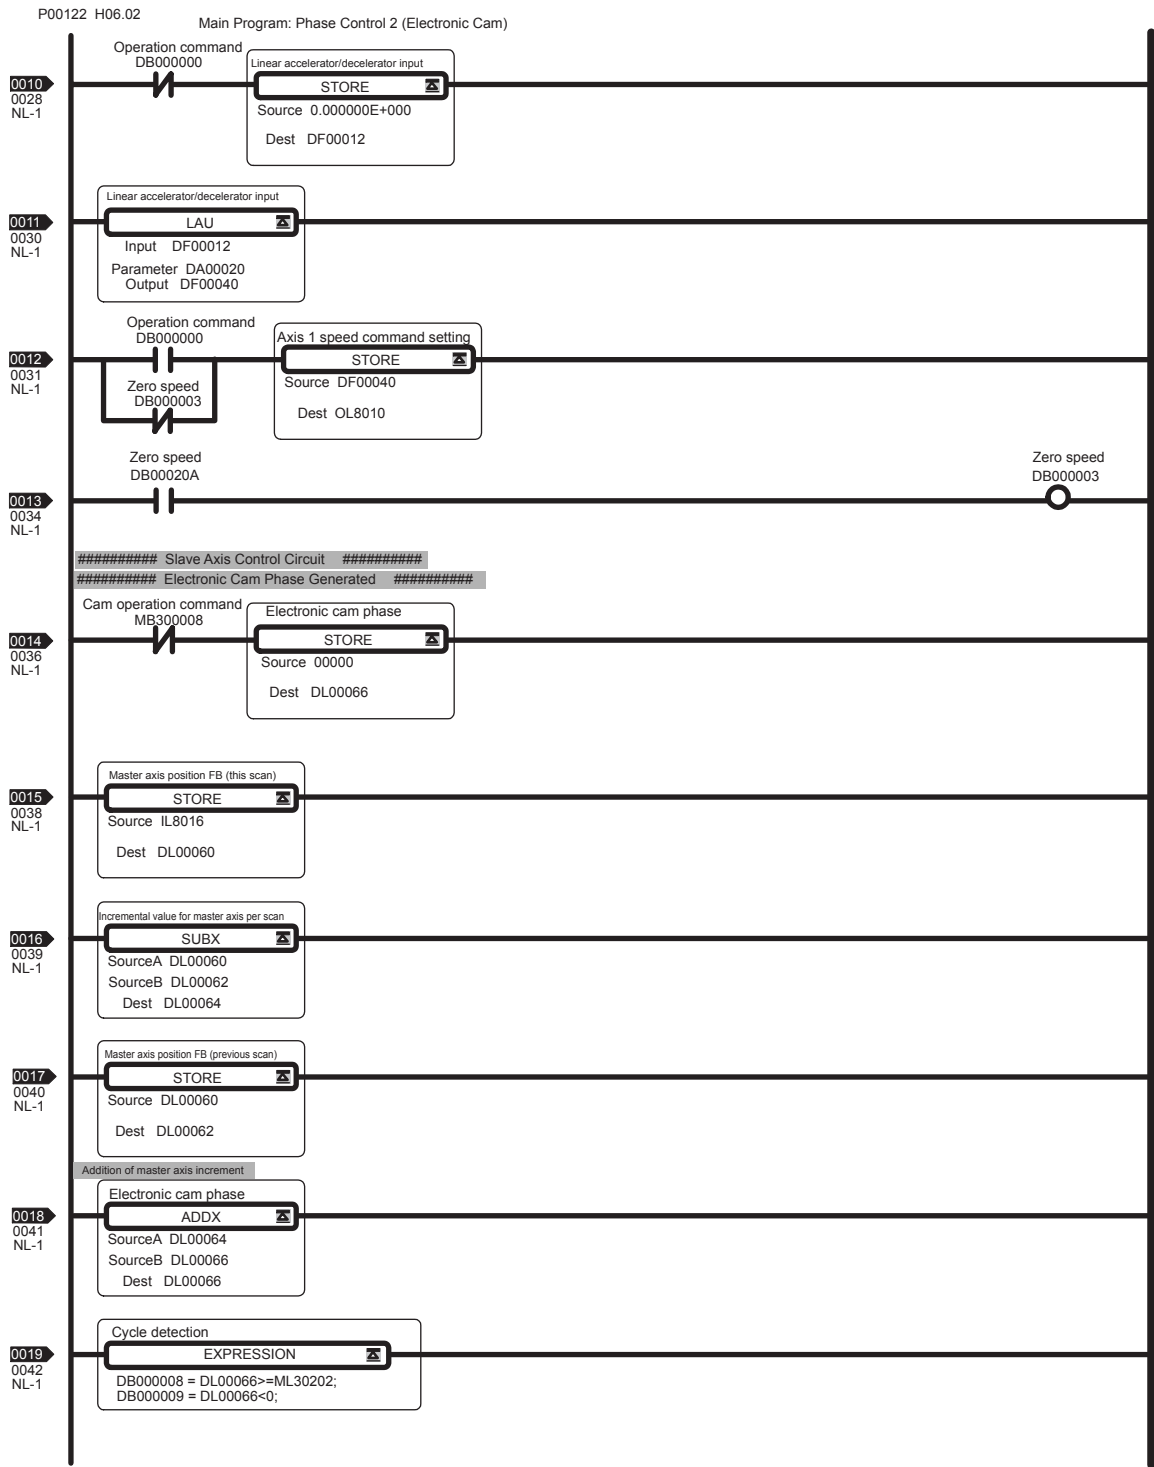 P00122 H06.02
Main Program: Phase Control 2 (Electronic Cam)
Operation command
DB000000
Linear accelerator/decelerator input
0010
STORE
0028
NL-1
Source 0.000000E+000
Dest DF00012
Linear accelerator/decelerator input
0011
LAU
0030
NL-1
Input DF00012
Parameter DA00020
Output DF00040
Operation command
DB000000
Axis 1 speed command setting
0012
STORE
0031
NL-1
Zero speed
DB000003
Source DF00040
Dest OL8010
Zero speed
DB00020A
Zero speed
DB000003
0013
0034
NL-1
########## Slave Axis Control Circuit ##########
########## Electronic Cam Phase Generated ##########
Cam operation command
MB300008
Electronic cam phase
0014
STORE
0036
NL-1
Source 00000
Dest DL00066
Master axis position FB (this scan)
0015
STORE
0038
NL-1
Source IL8016
Dest DL00060
Incremental value for master axis per scan
0016
SUBX
0039
NL-1
SourceA DL00060
SourceB DL00062
Dest DL00064
Master axis position FB (previous scan)
0017
STORE
0040
NL-1
Source DL00060
Dest DL00062
Addition of master axis increment
Electronic cam phase
0018
ADDX
0041
NL-1
SourceA DL00064
SourceB DL00066
Dest DL00066
Cycle detection
0019
EXPRESSION
0042
NL-1
DB000008 = DL00066>=ML30202;
DB000009 = DL00066<0;